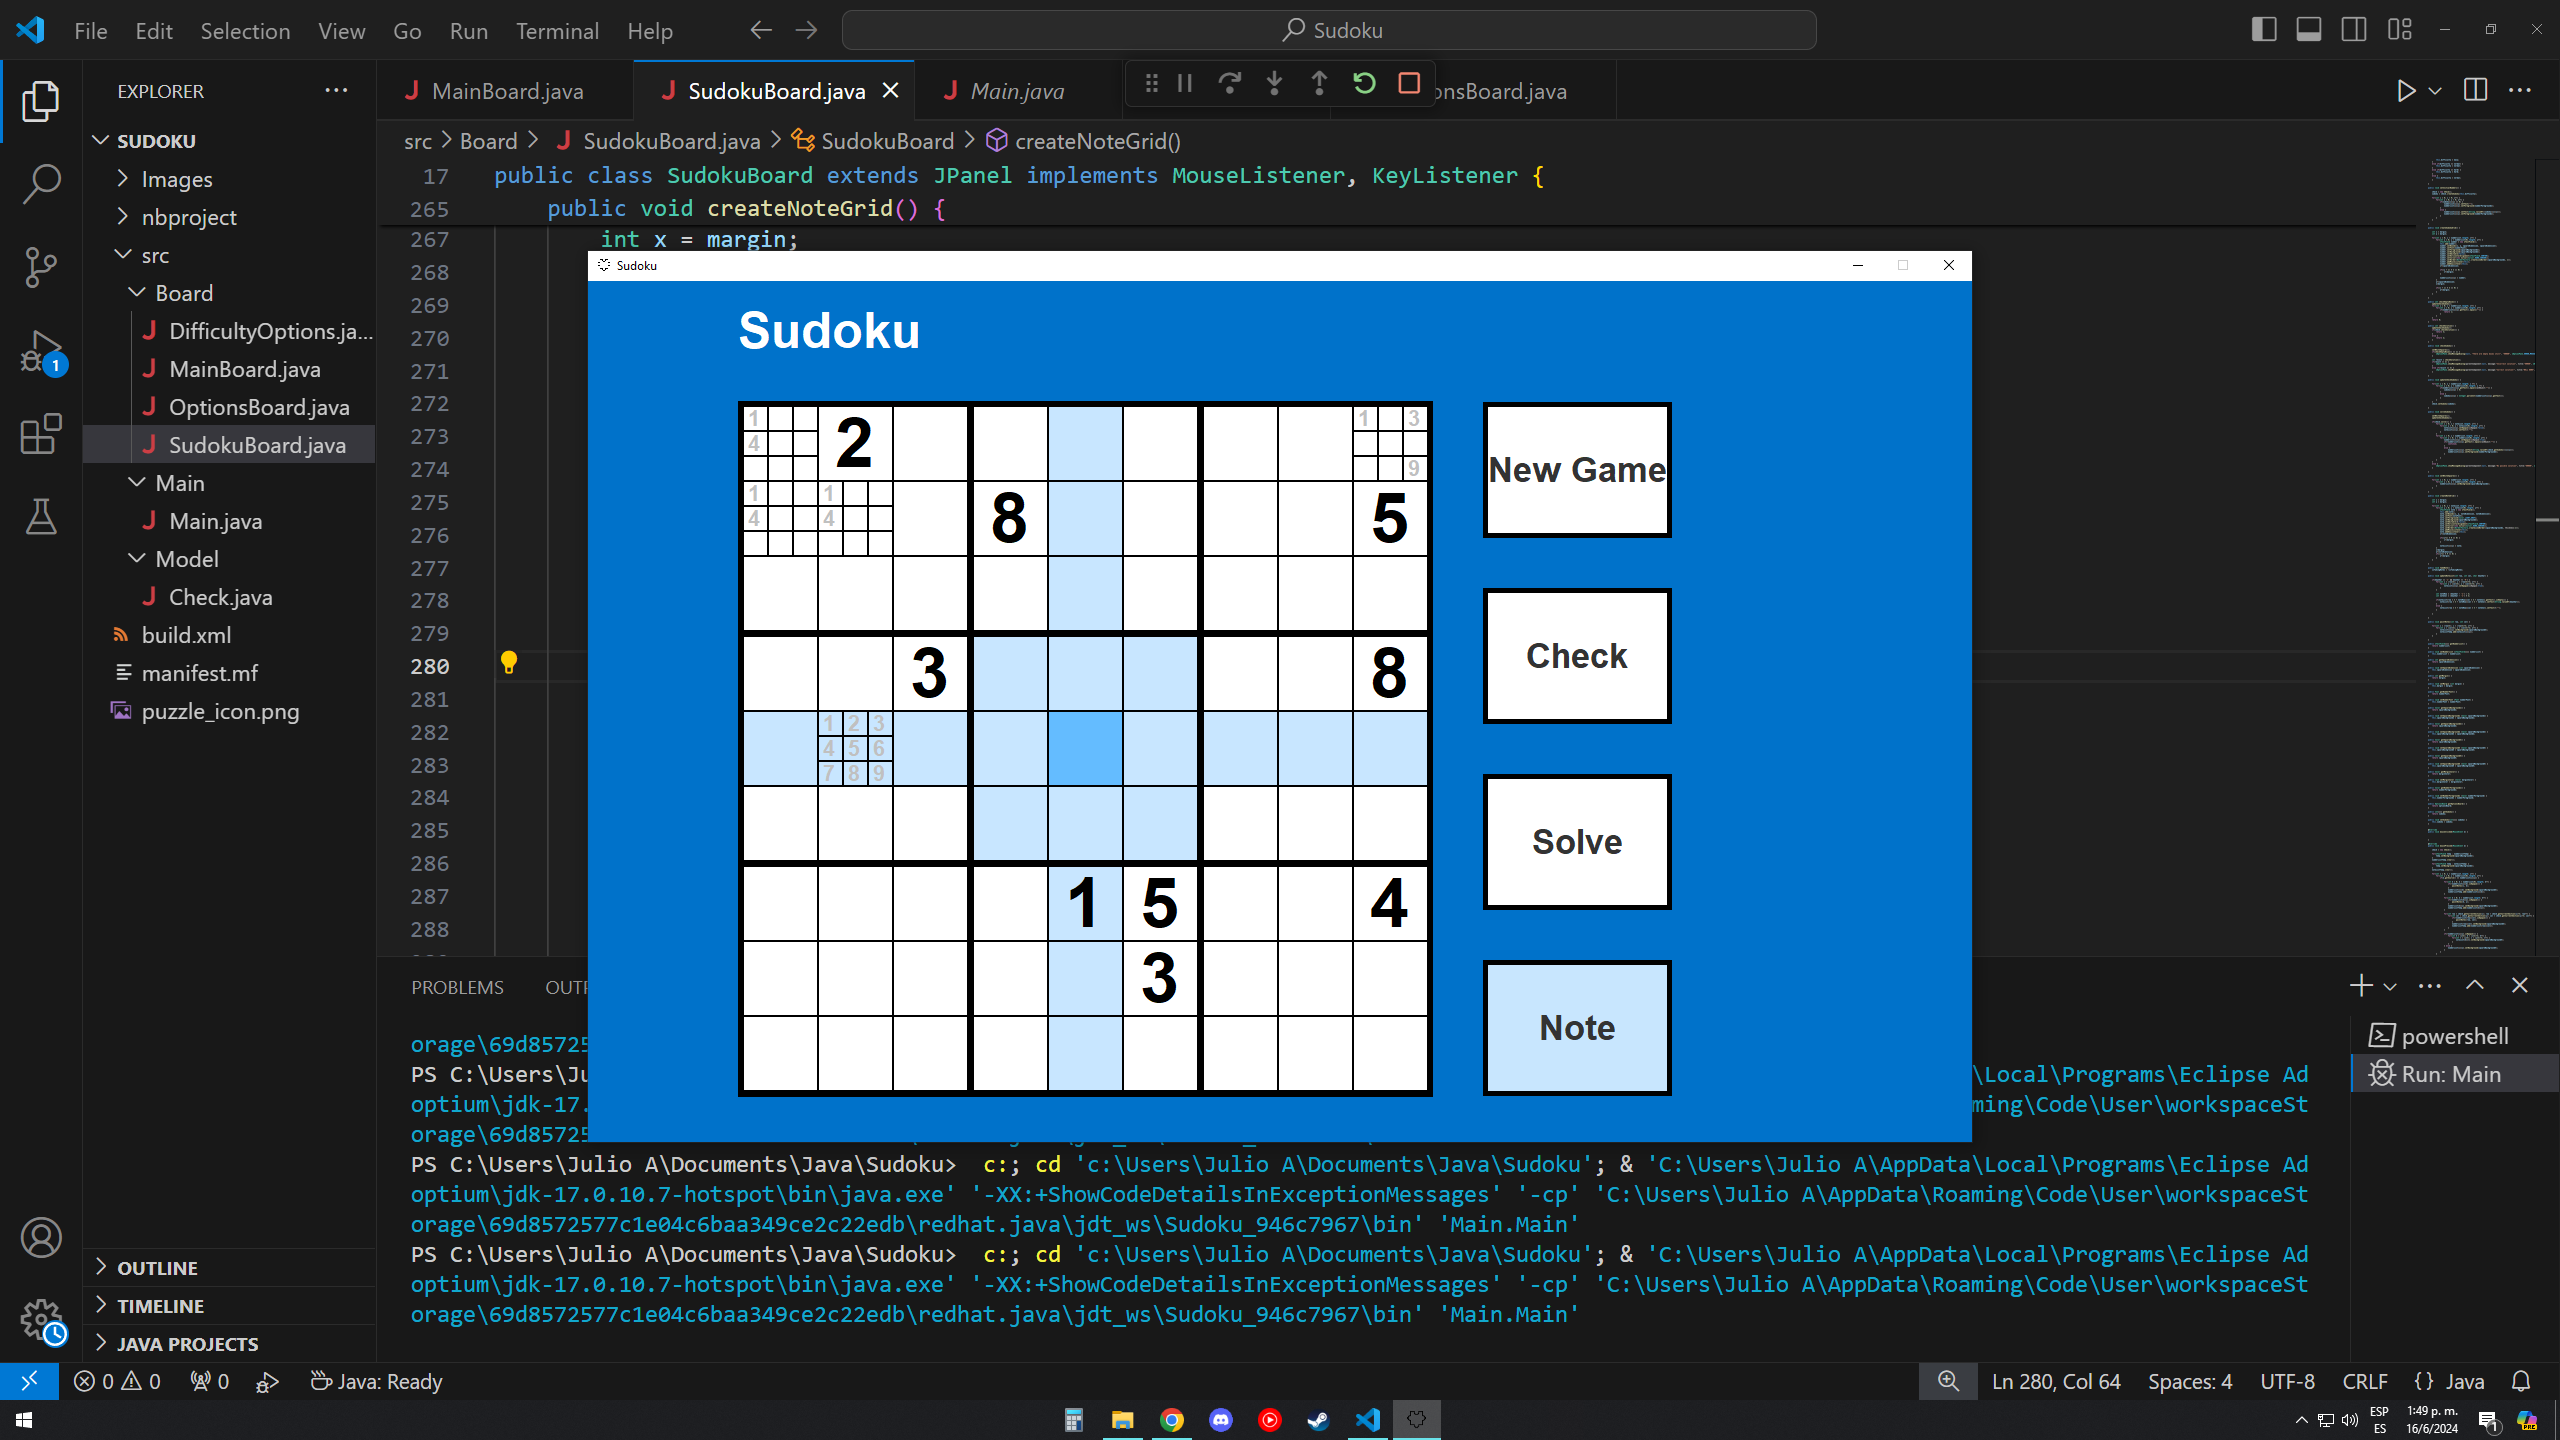 File Edit Selection View Go Run Terminal Help
Sudoku
EXPLORER
SUDOKU
Images
nbproject
src
Board
DifficultyOptions.ja...
MainBoard.java
OptionsBoard.java
SudokuBoard.java
Main
Main.java
Model
Check.java
build.xml
manifest.mf
puzzle_icon.png
OUTLINE
TIMELINE
JAVA PROJECTS
1
MainBoard.java SudokuBoard.java Main.java onsBoard.java
src > Board > SudokuBoard.java > SudokuBoard > createNoteGrid()
17 public class SudokuBoard extends JPanel implements MouseListener, KeyListener {
265 public void createNoteGrid() {
267 int x = margin;
268
269
270
271
272
273
274
275
276
277
278
279
280
281
282
283
284
285
286
287
288
Sudoku
Sudoku
1 4 2 1 3 9
1 4 1 4 8 5
3 8
1 2 3
4 5 6
7 8 9
1 5 4
3
New Game
Check
Solve
Note
PROBLEMS OUTP
orage\69d85725
PS C:\Users\Ju \Local\Programs\Eclipse Ad
optium\jdk-17. ming\Code\User\workspaceSt
orage\69d85725
PS C:\Users\Julio A\Documents\Java\Sudoku> c:; cd 'c:\Users\Julio A\Documents\Java\Sudoku'; & 'C:\Users\Julio A\AppData\Local\Programs\Eclipse Ad
optium\jdk-17.0.10.7-hotspot\bin\java.exe' '-XX:+ShowCodeDetailsInExceptionMessages' '-cp' 'C:\Users\Julio A\AppData\Roaming\Code\User\workspaceSt
orage\69d8572577c1e04c6baa349ce2c22edb\redhat.java\jdt_ws\Sudoku_946c7967\bin' 'Main.Main'
PS C:\Users\Julio A\Documents\Java\Sudoku> c:; cd 'c:\Users\Julio A\Documents\Java\Sudoku'; & 'C:\Users\Julio A\AppData\Local\Programs\Eclipse Ad
optium\jdk-17.0.10.7-hotspot\bin\java.exe' '-XX:+ShowCodeDetailsInExceptionMessages' '-cp' 'C:\Users\Julio A\AppData\Roaming\Code\User\workspaceSt
orage\69d8572577c1e04c6baa349ce2c22edb\redhat.java\jdt_ws\Sudoku_946c7967\bin' 'Main.Main'
powershell
Run: Main
0 0 0 Java: Ready Ln 280, Col 64 Spaces: 4 UTF-8 CRLF {} Java
ESP
ES
1:49 p. m.
16/6/2024
1
PRE